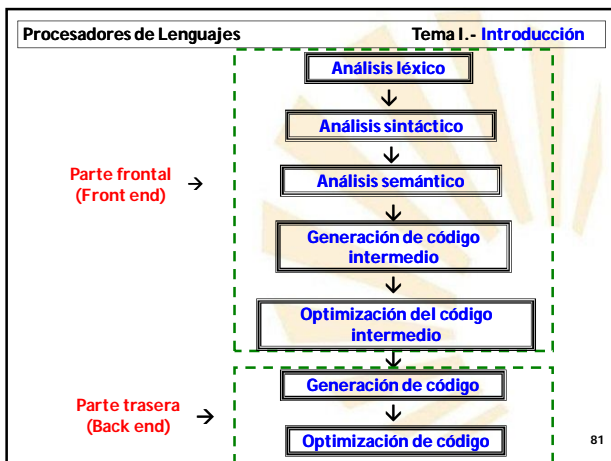 Procesadores de Lenguajes Tema I.- Introducción
Análisis léxico
↓
Análisis sintáctico
↓
Parte frontal →
(Front end)
Análisis semántico
↓
Generación de código
intermedio
↓
Optimización del código
intermedio
↓
Generación de código
Parte trasera →
(Back end)
↓
Optimización de código
81